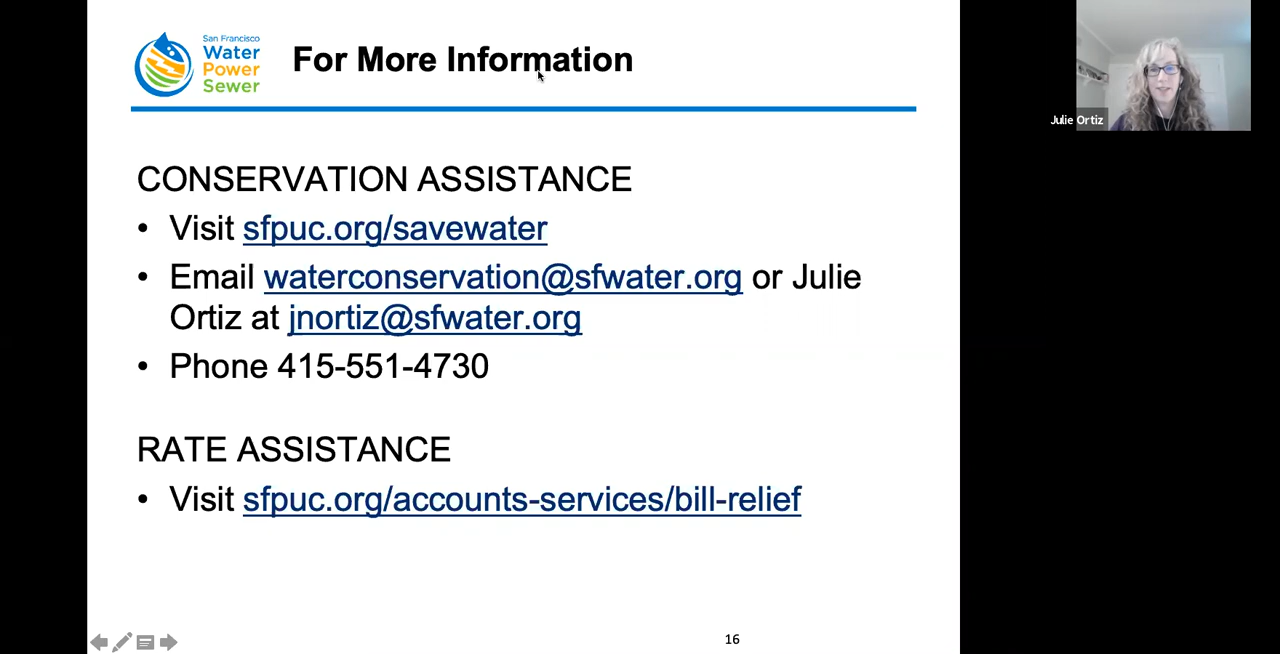 San Francisco
Water
Power
Sewer
For More Information
CONSERVATION ASSISTANCE
• Visit sfpuc.org/savewater
• Email waterconservation@sfwater.org or Julie
Ortiz at jnortiz@sfwater.org
• Phone 415-551-4730
RATE ASSISTANCE
• Visit sfpuc.org/accounts-services/bill-relief
16
Julie Ortiz